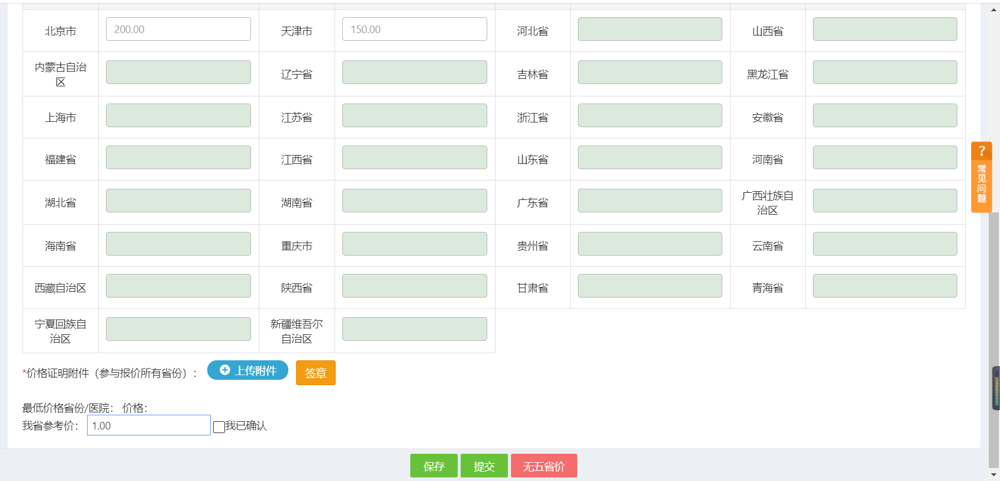 北京市 200.00 天津市 150.00 河北省 山西省
内蒙古自治
区 辽宁省 吉林省 黑龙江省
上海市 江苏省 浙江省 安徽省
福建省 江西省 山东省 河南省
湖北省 湖南省 广东省 广西壮族自
治区
海南省 重庆市 贵州省 云南省
西藏自治区 陕西省 甘肃省 青海省
宁夏回族自
治区 新疆维吾尔
自治区
*价格证明附件（参与报价所有省份）： 上传附件 签章
最低价格省份/医院： 价格：
我省参考价： 1.00 我已确认
保存 提交 无五省价
?
常见问题